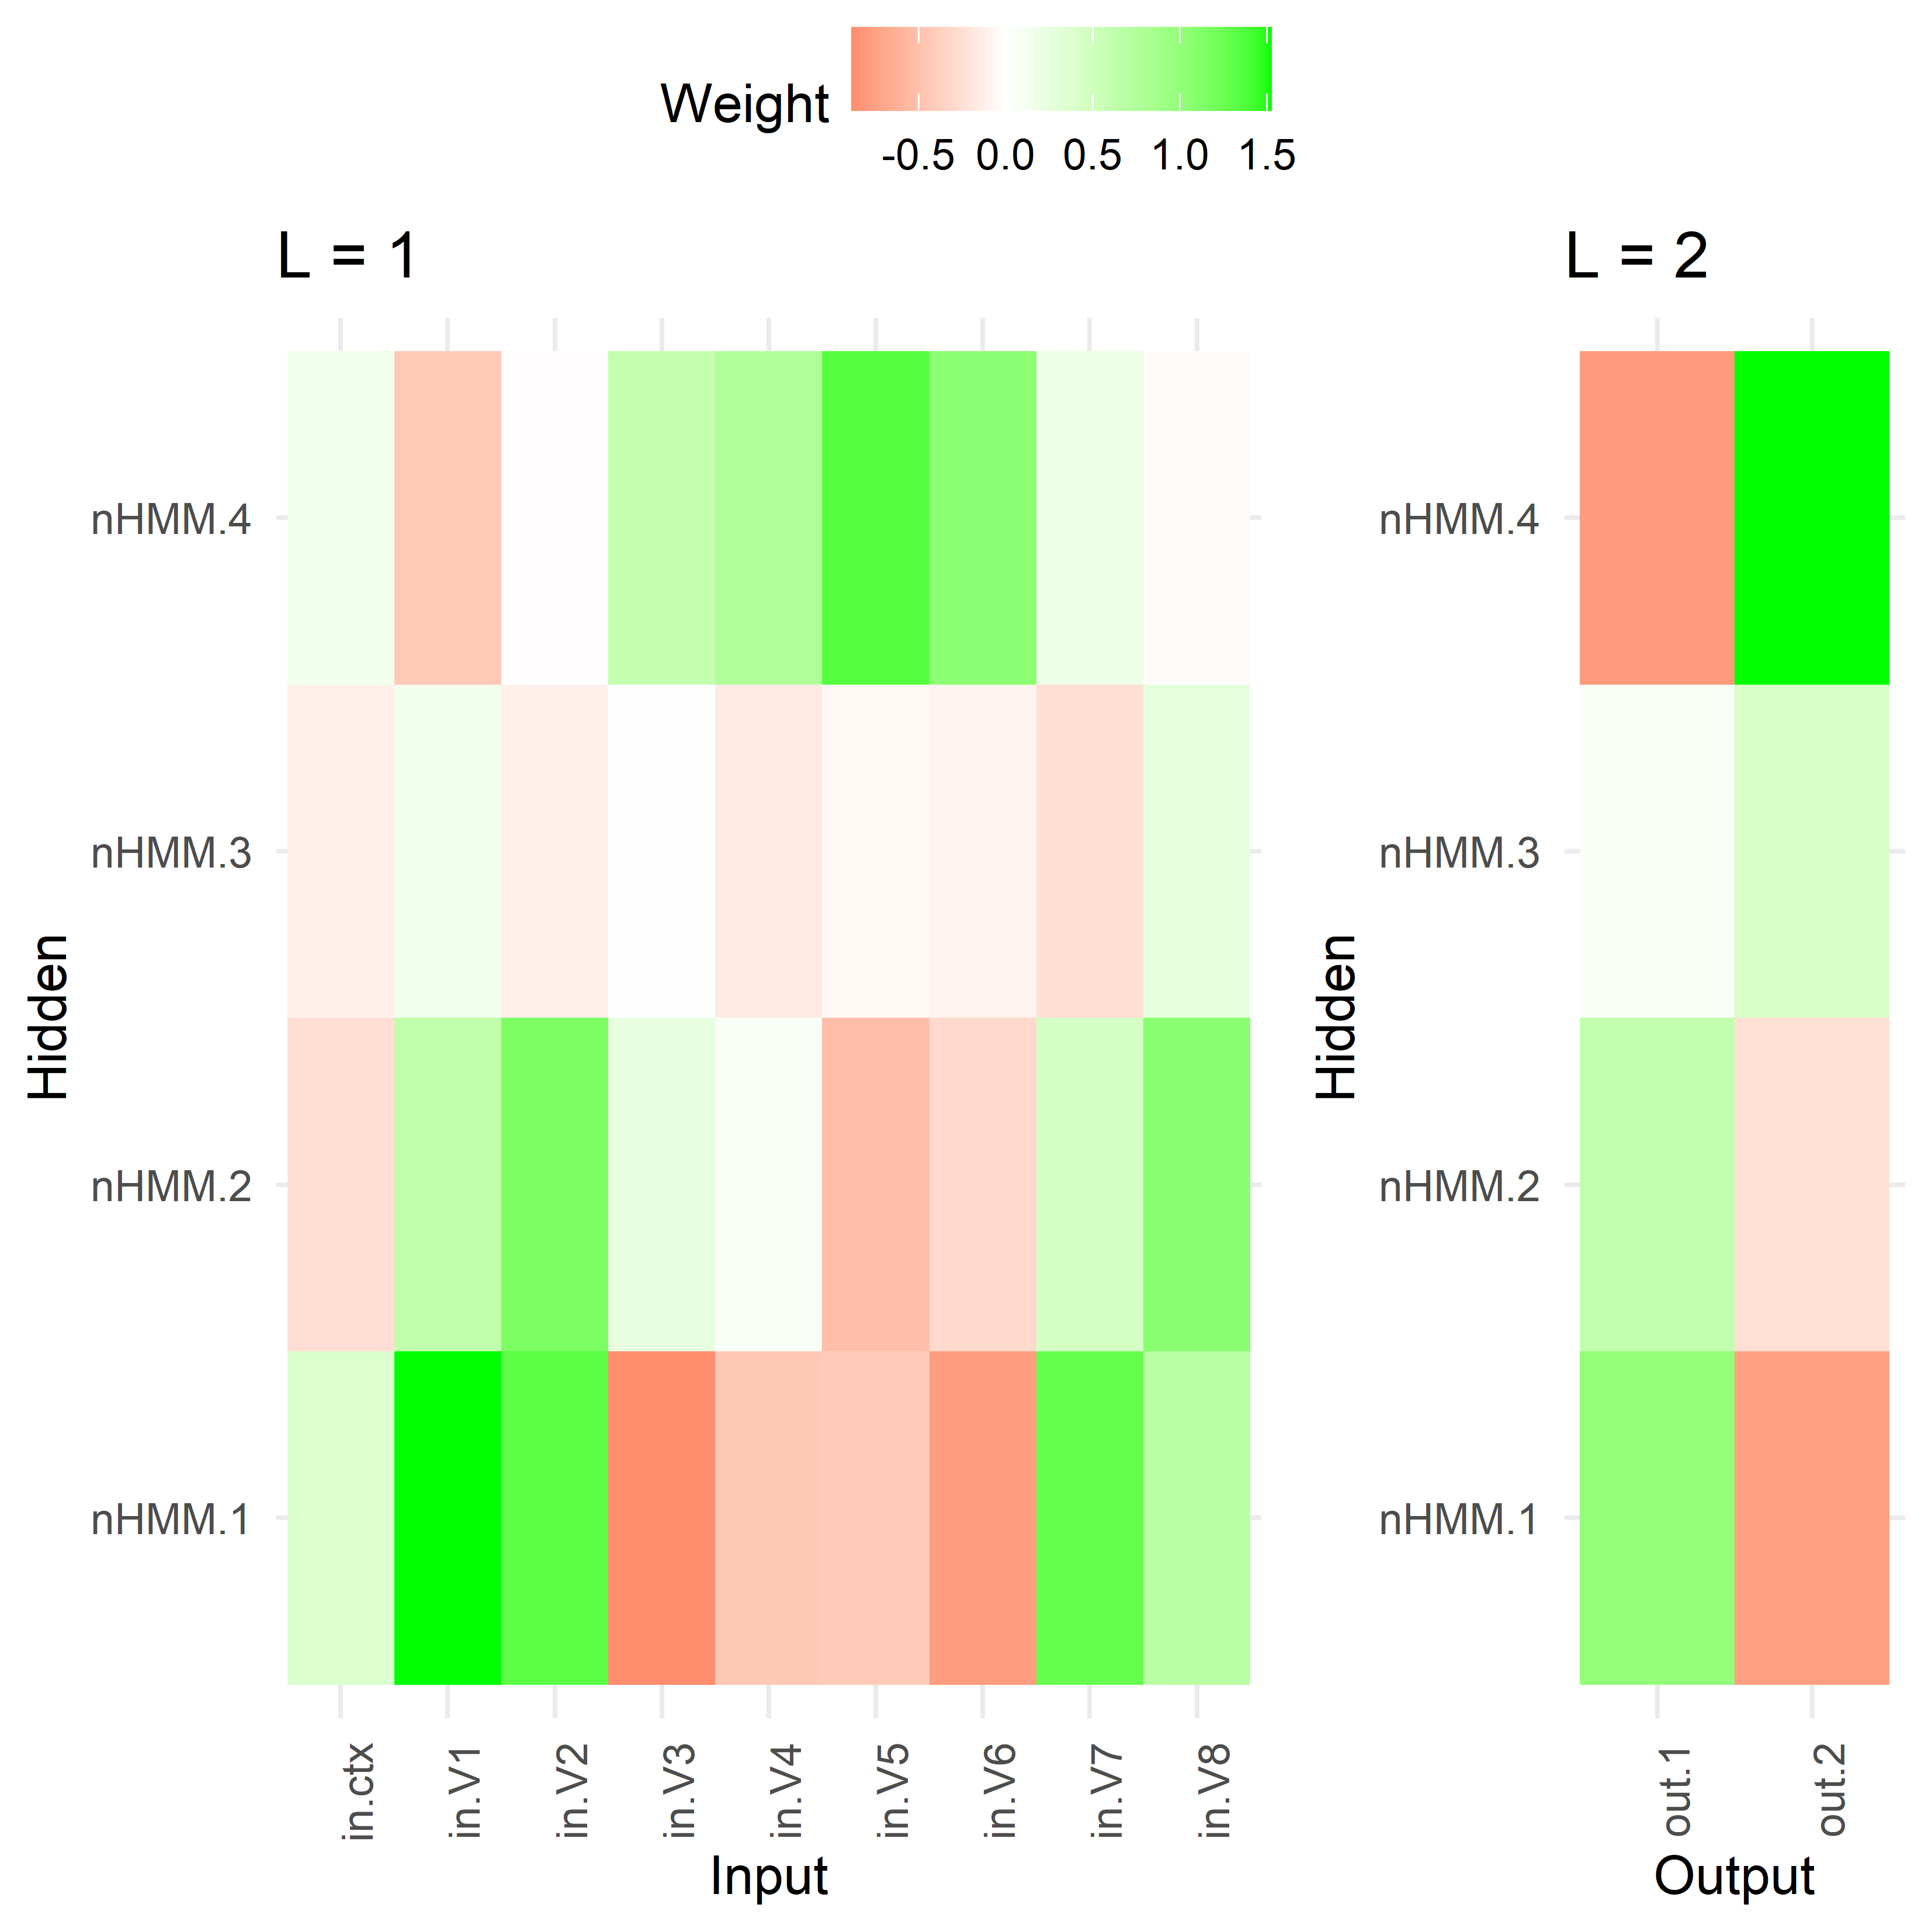 Weight
-0.5 0.0 0.5 1.0 1.5
L = 1
L = 2
Hidden
nHMM.4
nHMM.3
nHMM.2
nHMM.1
in.ctx in.V1 in.V2 in.V3 in.V4 in.V5 in.V6 in.V7 in.V8
Input
Hidden
nHMM.4
nHMM.3
nHMM.2
nHMM.1
out.1 out.2
Output